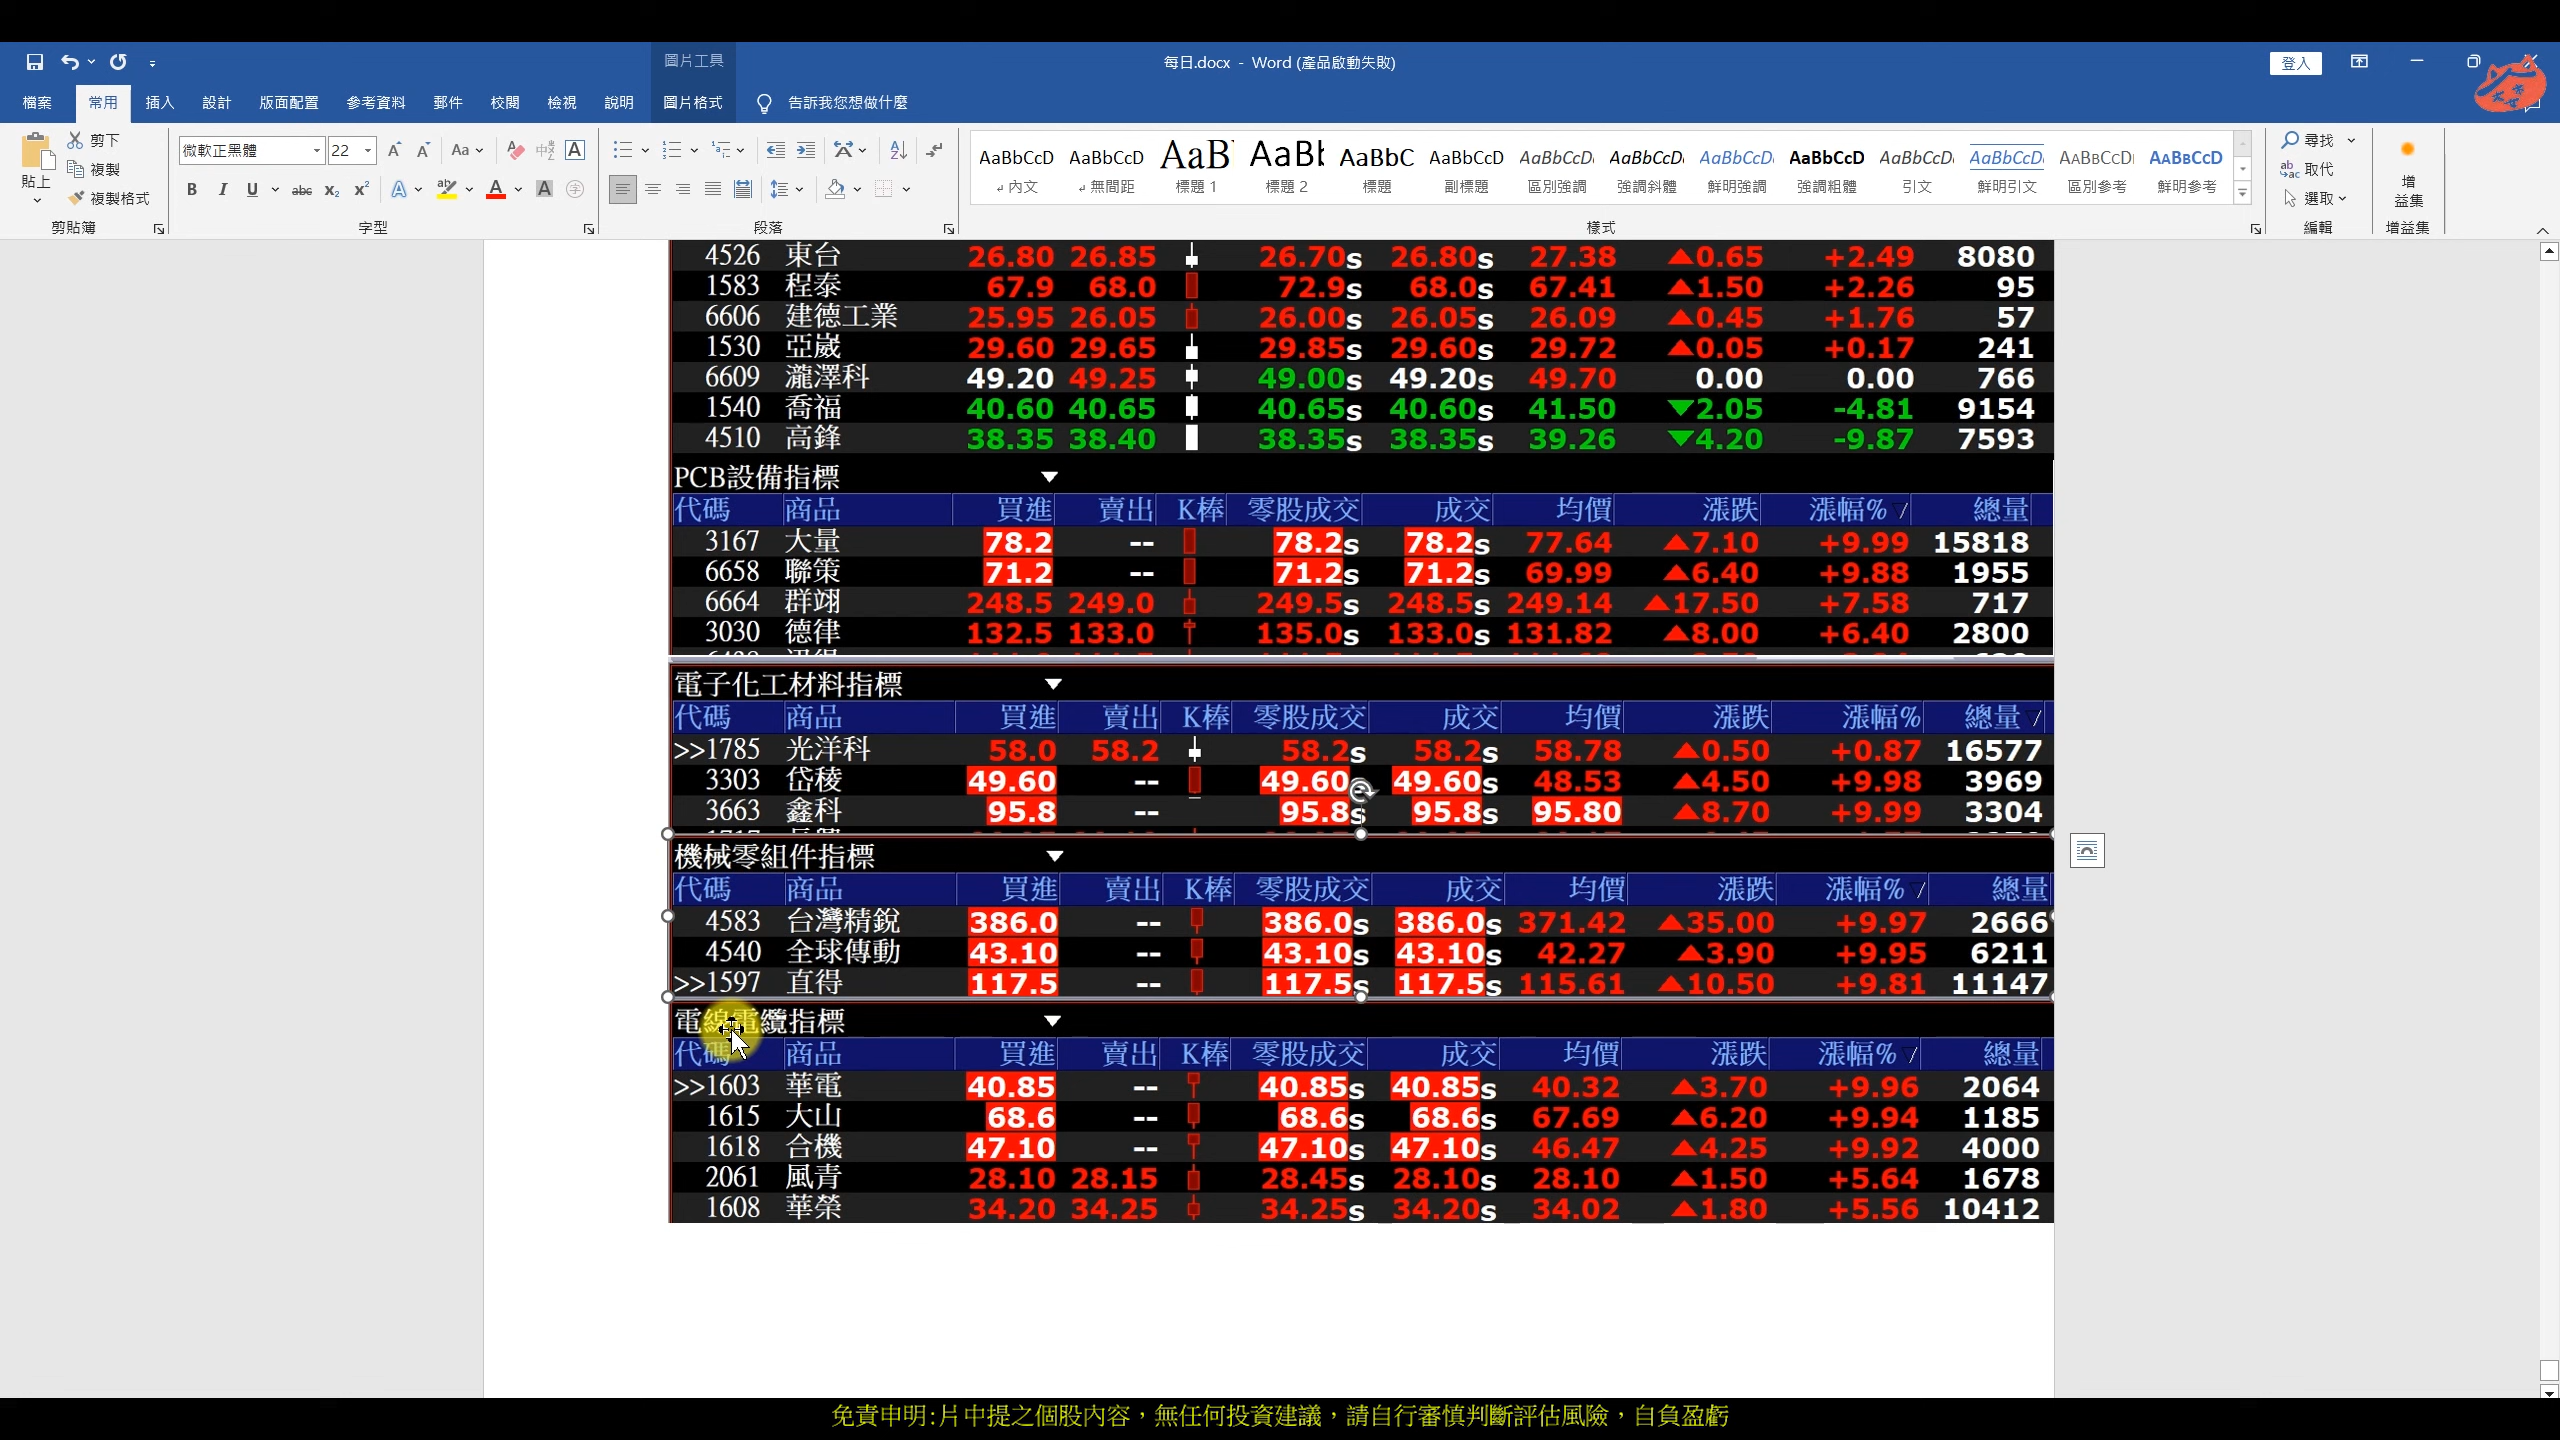 圖片工具
每日.docx - Word (產品啟動失敗)
登入
檔案 常用 插入 設計 版面配置 參考資料 郵件 校閱 檢視 說明 圖片格式 告訴我您想做什麼
貼上
剪下
複製
複製格式
剪貼簿
微軟正黑體 22
字型
段落
AaBbCcD AaBbCcD AaB AaBl AaBbC AaBbCcD AaBbCcD AaBbCcD AaBbCcD AaBbCcD AaBbCcD AaBbCcD AaBbCcD AaBbCcD
內文 無間距 標題 1 標題 2 標題 副標題 區別強調 強調斜體 鮮明強調 強調粗體 引文 鮮明引文 區別參考 鮮明參考
樣式
尋找
取代
選取
編輯
增益集
增益集
4526 東台 26.80 26.85 26.70s 26.80s 27.38 ▲0.65 +2.49 8080
1583 程泰 67.9 68.0 72.9s 68.0s 67.41 ▲1.50 +2.26 95
6606 建德工業 25.95 26.05 26.00s 26.05s 26.09 ▲0.45 +1.76 57
1530 亞崴 29.60 29.65 29.85s 29.60s 29.72 ▲0.05 +0.17 241
6609 瀧澤科 49.20 49.25 49.00s 49.20s 49.70 0.00 0.00 766
1540 喬福 40.60 40.65 40.65s 40.60s 41.50 ▼2.05 -4.81 9154
4510 高鋒 38.35 38.40 38.35s 38.35s 39.26 ▼4.20 -9.87 7593
PCB設備指標
代碼 商品 買進 賣出 K棒 零股成交 成交 均價 漲跌 漲幅% 總量
3167 大量 78.2 -- 78.2s 78.2s 77.64 ▲7.10 +9.99 15818
6658 聯策 71.2 -- 71.2s 71.2s 69.99 ▲6.40 +9.88 1955
6664 群翊 248.5 249.0 249.5s 248.5s 249.14 ▲17.50 +7.58 717
3030 德律 132.5 133.0 135.0s 133.0s 131.82 ▲8.00 +6.40 2800
電子化工材料指標
代碼 商品 買進 賣出 K棒 零股成交 成交 均價 漲跌 漲幅% 總量
>>1785 光洋科 58.0 58.2 58.2s 58.2s 58.78 ▲0.50 +0.87 16577
3303 岱稜 49.60 -- 49.60s 49.60s 48.53 ▲4.50 +9.98 3969
3663 鑫科 95.8 -- 95.8s 95.8s 95.80 ▲8.70 +9.99 3304
機械零組件指標
代碼 商品 買進 賣出 K棒 零股成交 成交 均價 漲跌 漲幅% 總量
4583 台灣精銳 386.0 -- 386.0s 386.0s 371.42 ▲35.00 +9.97 2666
4540 全球傳動 43.10 -- 43.10s 43.10s 42.27 ▲3.90 +9.95 6211
>>1597 直得 117.5 -- 117.5s 117.5s 115.61 ▲10.50 +9.81 11147
電線電纜指標
代碼 商品 買進 賣出 K棒 零股成交 成交 均價 漲跌 漲幅% 總量
>>1603 華電 40.85 -- 40.85s 40.85s 40.32 ▲3.70 +9.96 2064
1615 大山 68.6 -- 68.6s 68.6s 67.69 ▲6.20 +9.94 1185
1618 合機 47.10 -- 47.10s 47.10s 46.47 ▲4.25 +9.92 4000
2061 風青 28.10 28.15 28.45s 28.10s 28.10 ▲1.50 +5.64 1678
1608 華榮 34.20 34.25 34.25s 34.20s 34.02 ▲1.80 +5.56 10412
免責申明:片中提之個股內容，無任何投資建議，請自行審慎判斷評估風險，自負盈虧